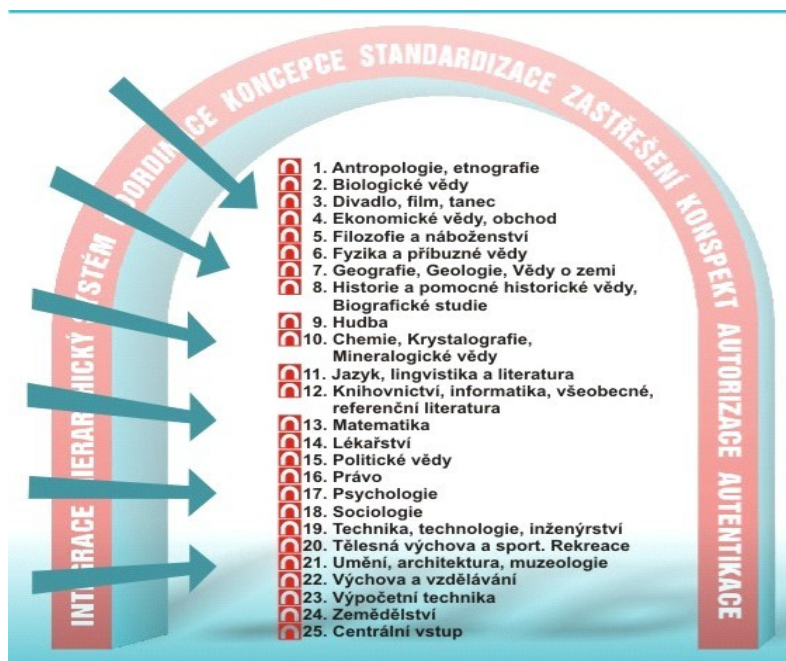 INTEGRACE HIERARCHICKÝ SYSTÉM KOORDINACE KONCEPCE STANDARDIZACE ZASTŘEŠENÍ KONSPEKT AUTORIZACE AUTENTIKACE
1. Antropologie, etnografie
2. Biologické vědy
3. Divadlo, film, tanec
4. Ekonomické vědy, obchod
5. Filozofie a náboženství
6. Fyzika a příbuzné vědy
7. Geografie, Geologie, Vědy o zemi
8. Historie a pomocné historické vědy,
Biografické studie
9. Hudba
10. Chemie, Krystalografie,
Mineralogické vědy
11. Jazyk, lingvistika a literatura
12. Knihovnictví, informatika, všeobecné,
referenční literatura
13. Matematika
14. Lékařství
15. Politické vědy
16. Právo
17. Psychologie
18. Sociologie
19. Technika, technologie, inženýrství
20. Tělesná výchova a sport. Rekreace
21. Umění, architektura, muzeologie
22. Výchova a vzdělávání
23. Výpočetní technika
24. Zemědělství
25. Centrální vstup